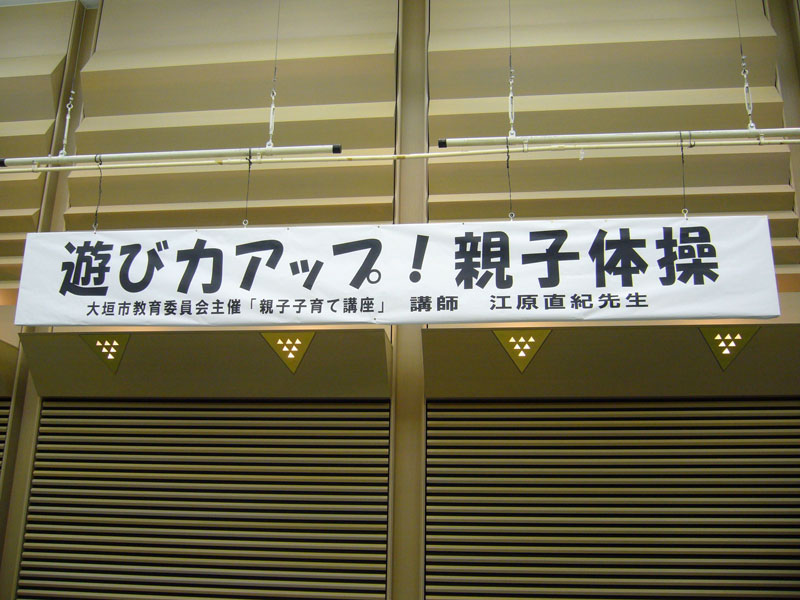 遊び力アップ!親子体操
大垣市教育委員会主催「親子子育て講座」 講師 江原直紀先生